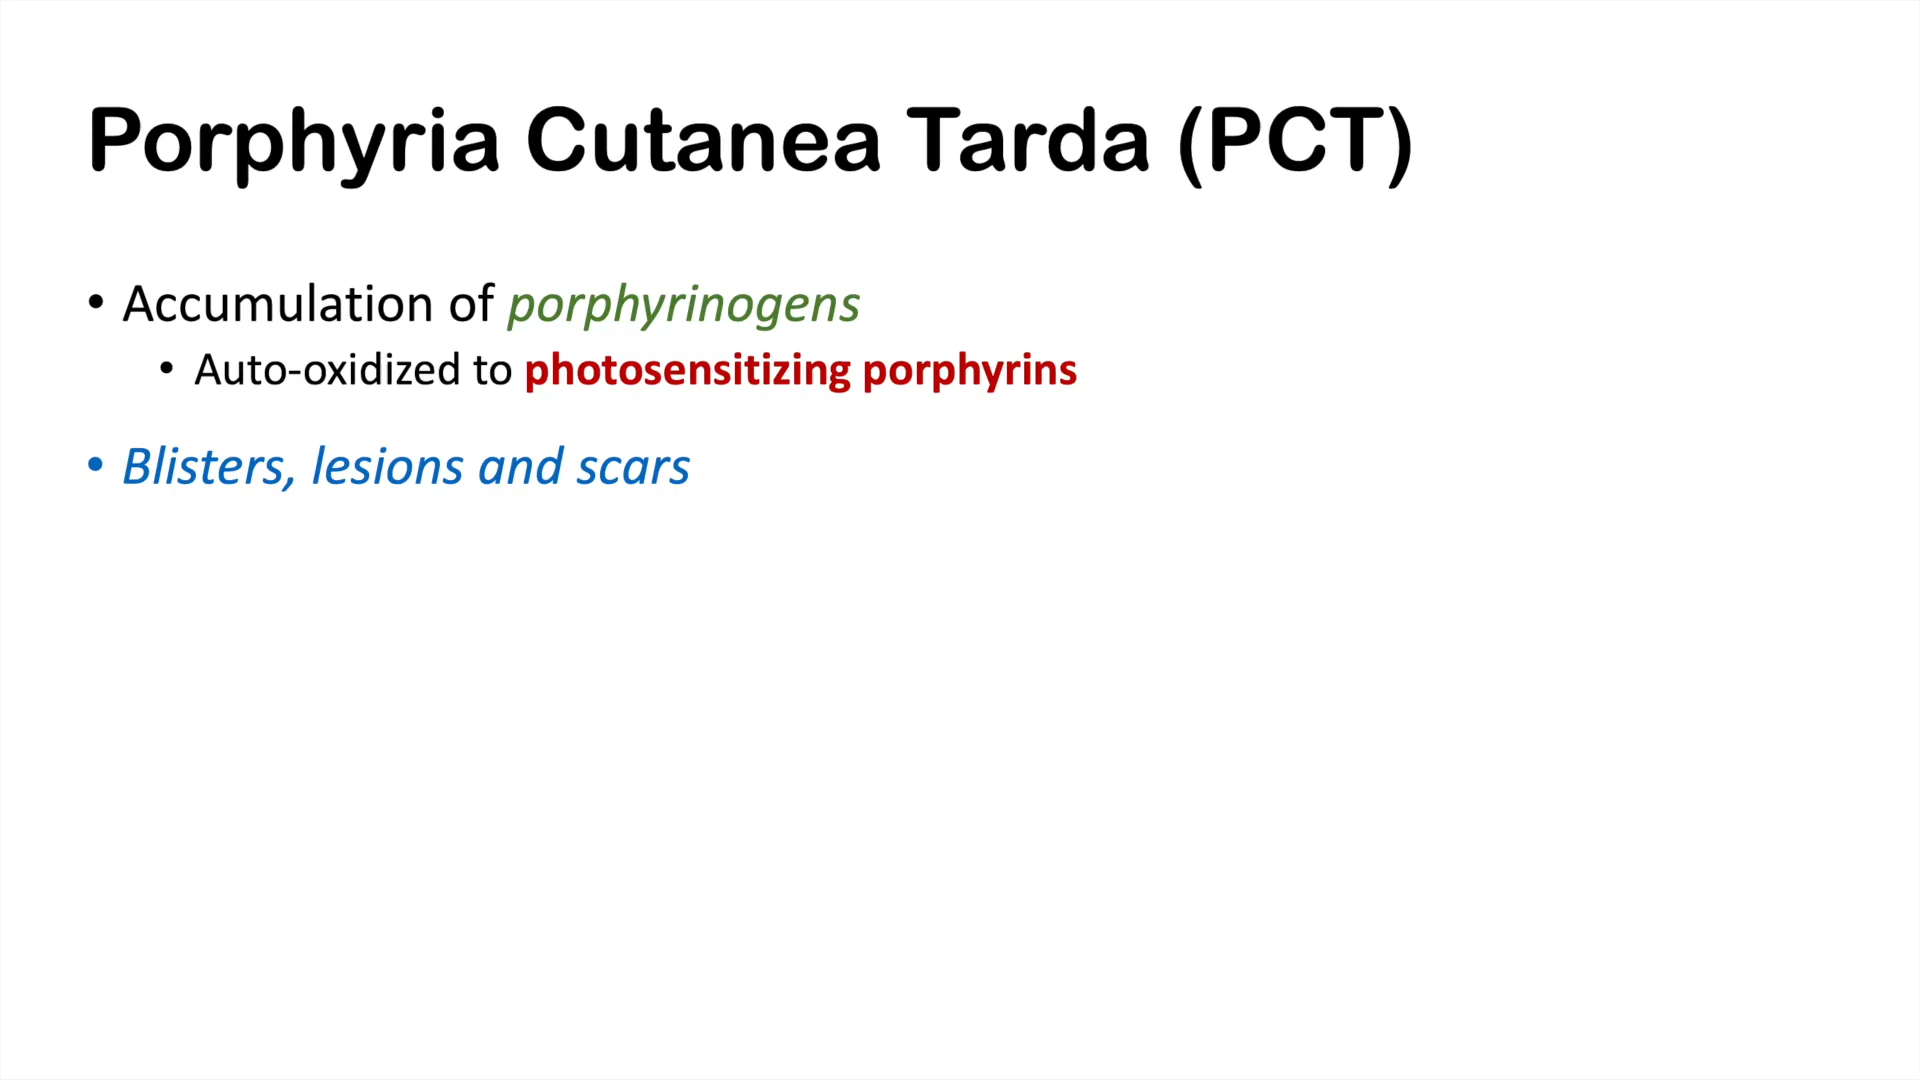 Porphyria Cutanea Tarda (PCT)
• Accumulation of porphyrinogens
• Auto-oxidized to photosensitizing porphyrins
• Blisters, lesions and scars